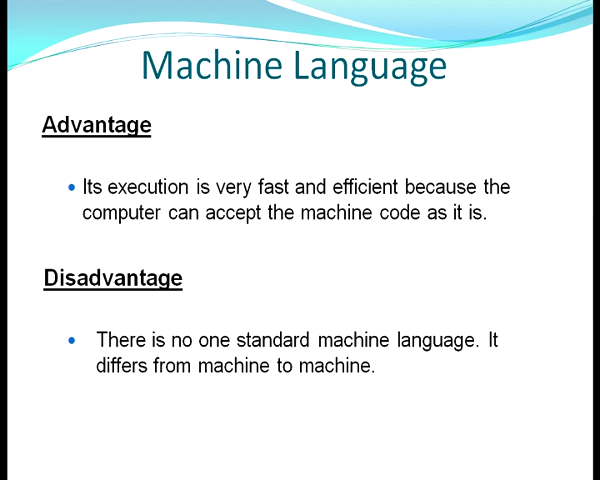 Machine Language
Advantage
• Its execution is very fast and efficient because the
computer can accept the machine code as it is.
Disadvantage
• There is no one standard machine language. It
differs from machine to machine.